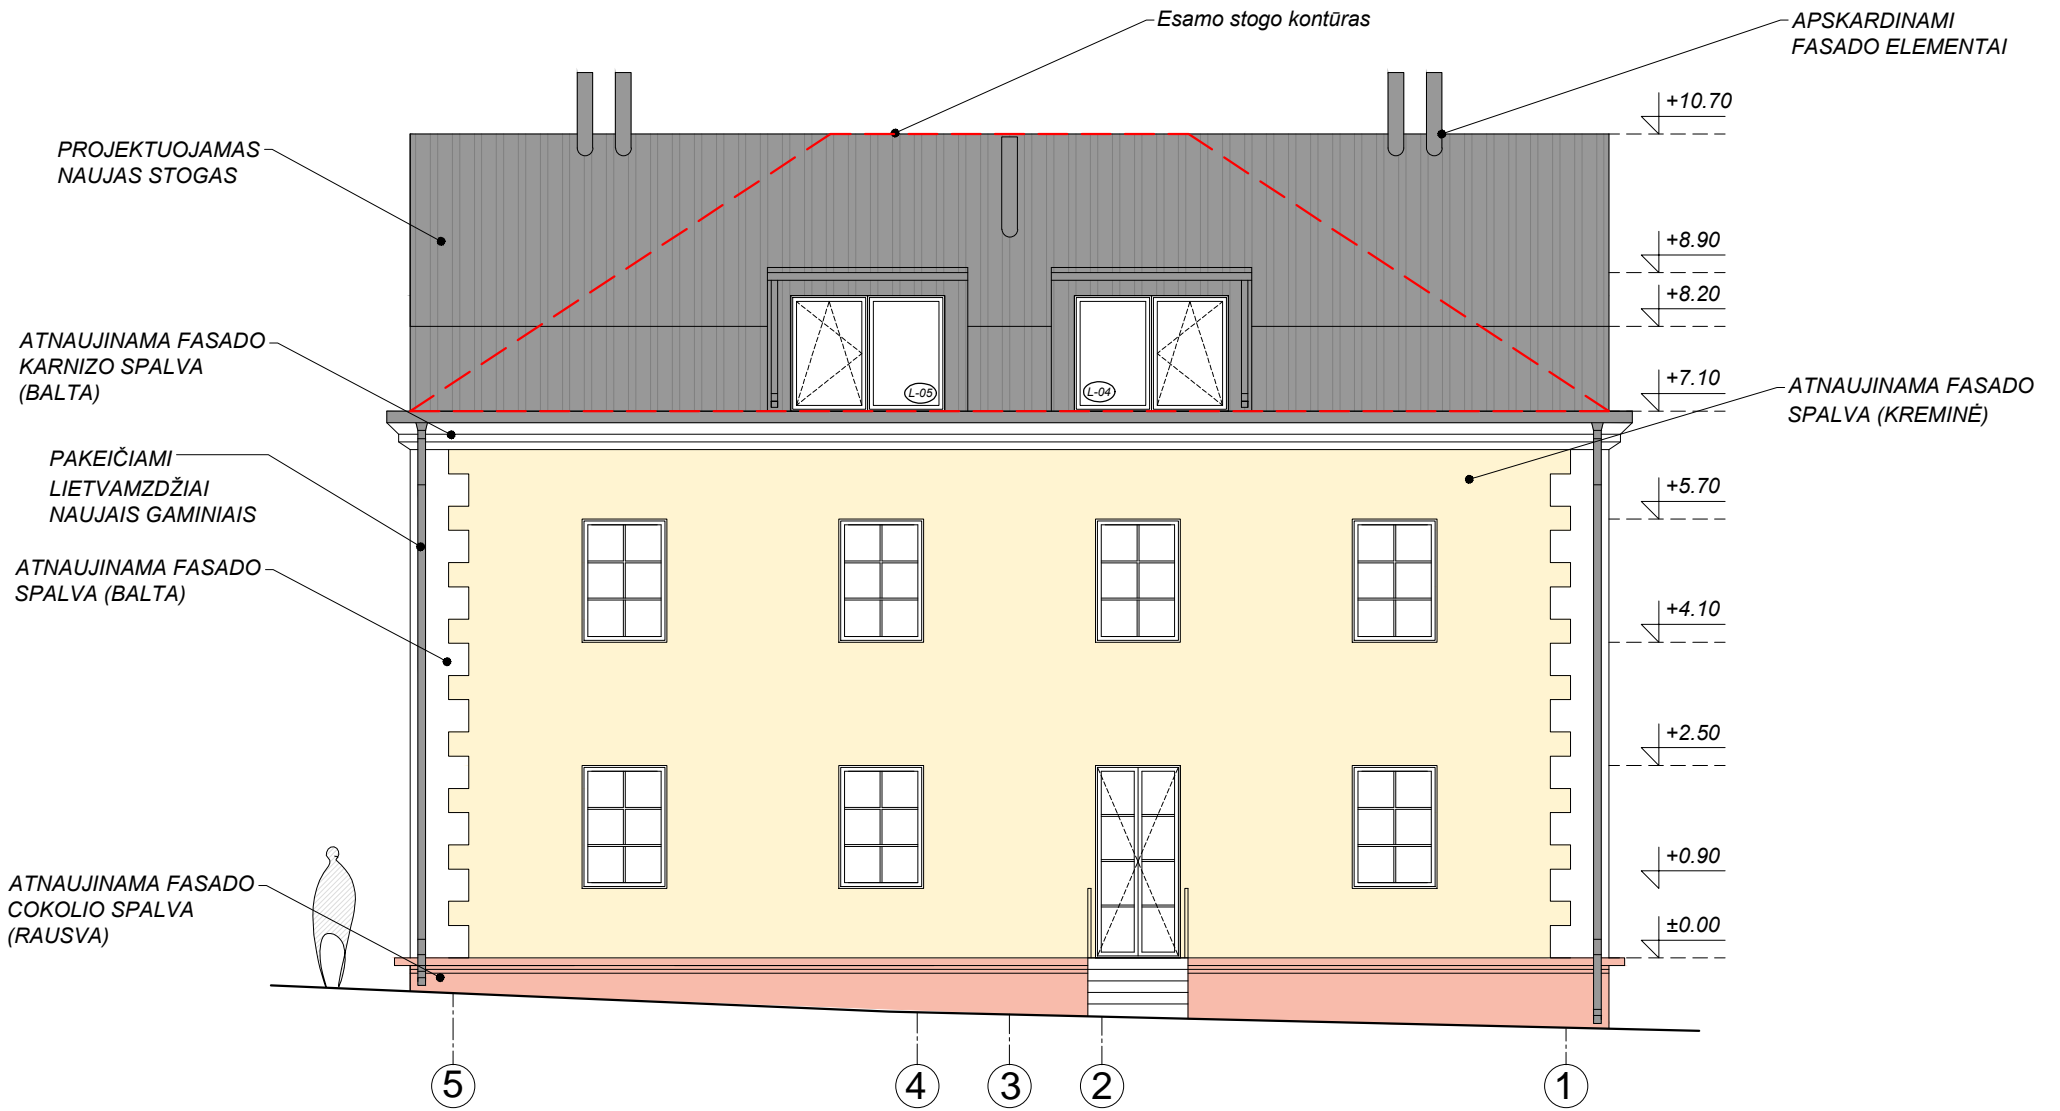 Esamo stogo kontūras
APSKARDINAMI
FASADO ELEMENTAI
PROJEKTUOJAMAS
NAUJAS STOGAS
ATNAUJINAMA FASADO
KARNIZO SPALVA
(BALTA)
PAKEIČIAMI
LIETVAMZDŽIAI
NAUJAIS GAMINIAIS
ATNAUJINAMA FASADO
SPALVA (BALTA)
ATNAUJINAMA FASADO
COKOLIO SPALVA
(RAUSVA)
L-05
L-04
+10.70
+8.90
+8.20
+7.10
ATNAUJINAMA FASADO
SPALVA (KREMINĖ)
+5.70
+4.10
+2.50
+0.90
±0.00
5
4
3
2
1